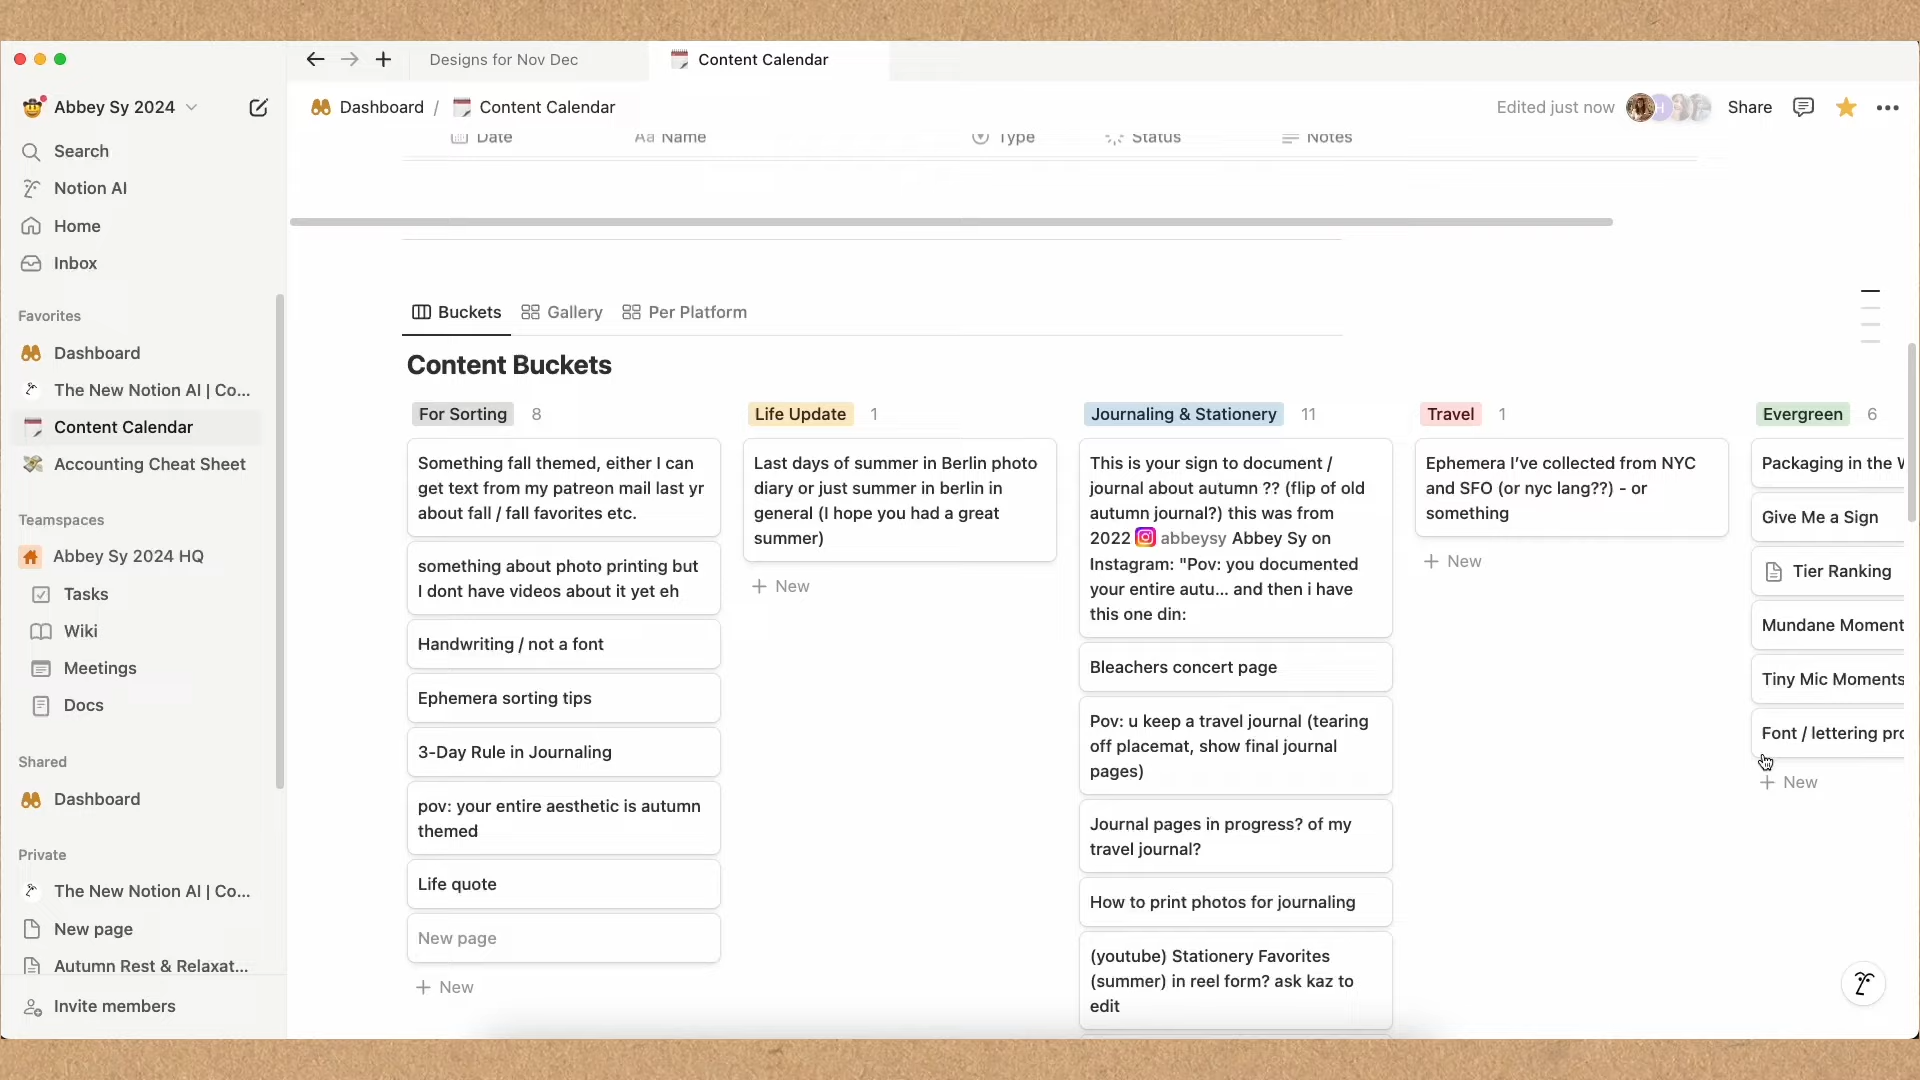 Designs for Nov Dec
Content Calendar
Abbey Sy 2024
Dashboard / Content Calendar
Edited just now
H
Share
Search
Notion AI
Home
Inbox
Favorites
Dashboard
The New Notion AI | Co...
Content Calendar
Accounting Cheat Sheet
Teamspaces
Abbey Sy 2024 HQ
Tasks
Wiki
Meetings
Docs
Shared
Dashboard
Private
The New Notion AI | Co...
New page
Autumn Rest & Relaxat...
Invite members
Date
Aa Name
Type
Status
Notes
Buckets
Gallery
Per Platform
Content Buckets
For Sorting 8
Something fall themed, either I can
get text from my patreon mail last yr
about fall / fall favorites etc.
something about photo printing but
I dont have videos about it yet eh
Handwriting / not a font
Ephemera sorting tips
3-Day Rule in Journaling
pov: your entire aesthetic is autumn
themed
Life quote
New page
+ New
Life Update 1
Last days of summer in Berlin photo
diary or just summer in berlin in
general (I hope you had a great
summer)
+ New
Journaling & Stationery 11
This is your sign to document /
journal about autumn ?? (flip of old
autumn journal?) this was from
2022 abbeysy Abbey Sy on
Instagram: "Pov: you documented
your entire autu... and then i have
this one din:
Bleachers concert page
Pov: u keep a travel journal (tearing
off placemat, show final journal
pages)
Journal pages in progress? of my
travel journal?
How to print photos for journaling
(youtube) Stationery Favorites
(summer) in reel form? ask kaz to
edit
Travel 1
Ephemera I've collected from NYC
and SFO (or nyc lang??) - or
something
+ New
Evergreen 6
Packaging in the
Give Me a Sign
Tier Ranking
Mundane Moment
Tiny Mic Moments
Font / lettering
+ New